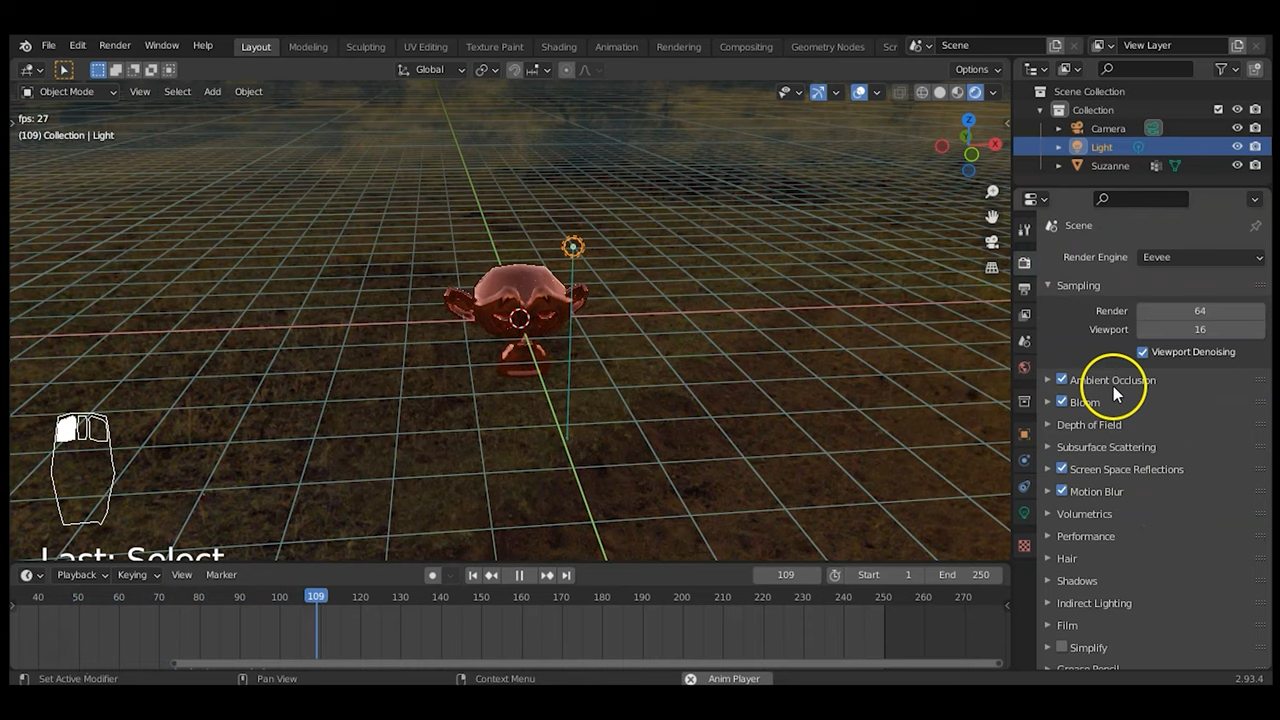 File Edit Render Window Help Layout Modeling Sculpting UV Editing Texture Paint Shading Animation Rendering Compositing Geometry Nodes Scr Scene View Layer
Global Options
Object Mode View Select Add Object
fps: 27
(109) Collection | Light
Z
X
Scene Collection
Collection
Camera
Light
Suzanne
Scene
Render Engine Eevee
Sampling
Render 64
Viewport 16
Viewport Denoising
Ambient Occlusion
Bloom
Depth of Field
Subsurface Scattering
Screen Space Reflections
Motion Blur
Volumetrics
Performance
Hair
Shadows
Indirect Lighting
Film
Simplify
Grease Pencil
Last: Select
Playback Keying View Marker 109 Start 1 End 250
40 80 90 100 109 120 130 140 150 160 170 180 190 200 210 220 230 240 250 270
Set Active Modifier Pan View Context Menu Anim Player 2.93.4